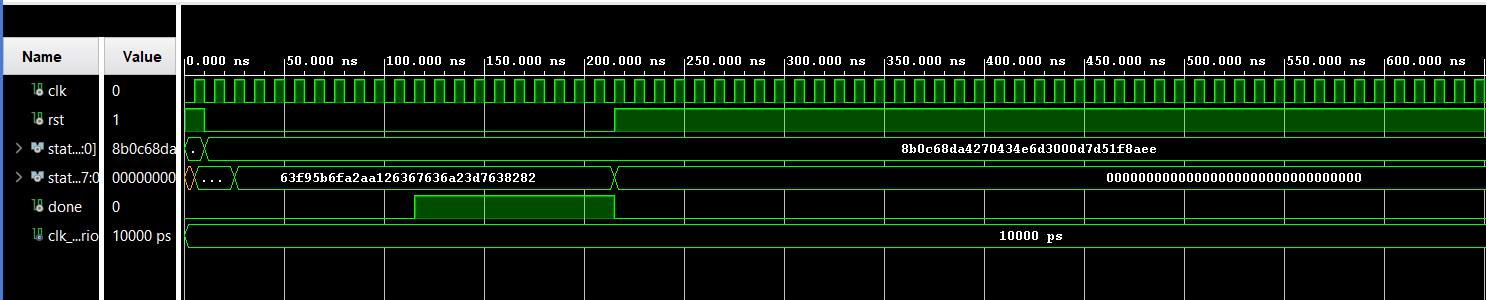 Name Value
0.000 ns 50.000 ns 100.000 ns 150.000 ns 200.000 ns 250.000 ns 300.000 ns 350.000 ns 400.000 ns 450.000 ns 500.000 ns 550.000 ns 600.000 ns
clk 0
rst 1
stat...:0] 8b0c68da . 8b0c68da4270434e6d3000d7d51f8aee
stat...7:0] 00000000 ... 63f95b6fa2aa126367636a23d7638282 00000000000000000000000000000000
done 0
clk_...rio 10000 ps 10000 ps